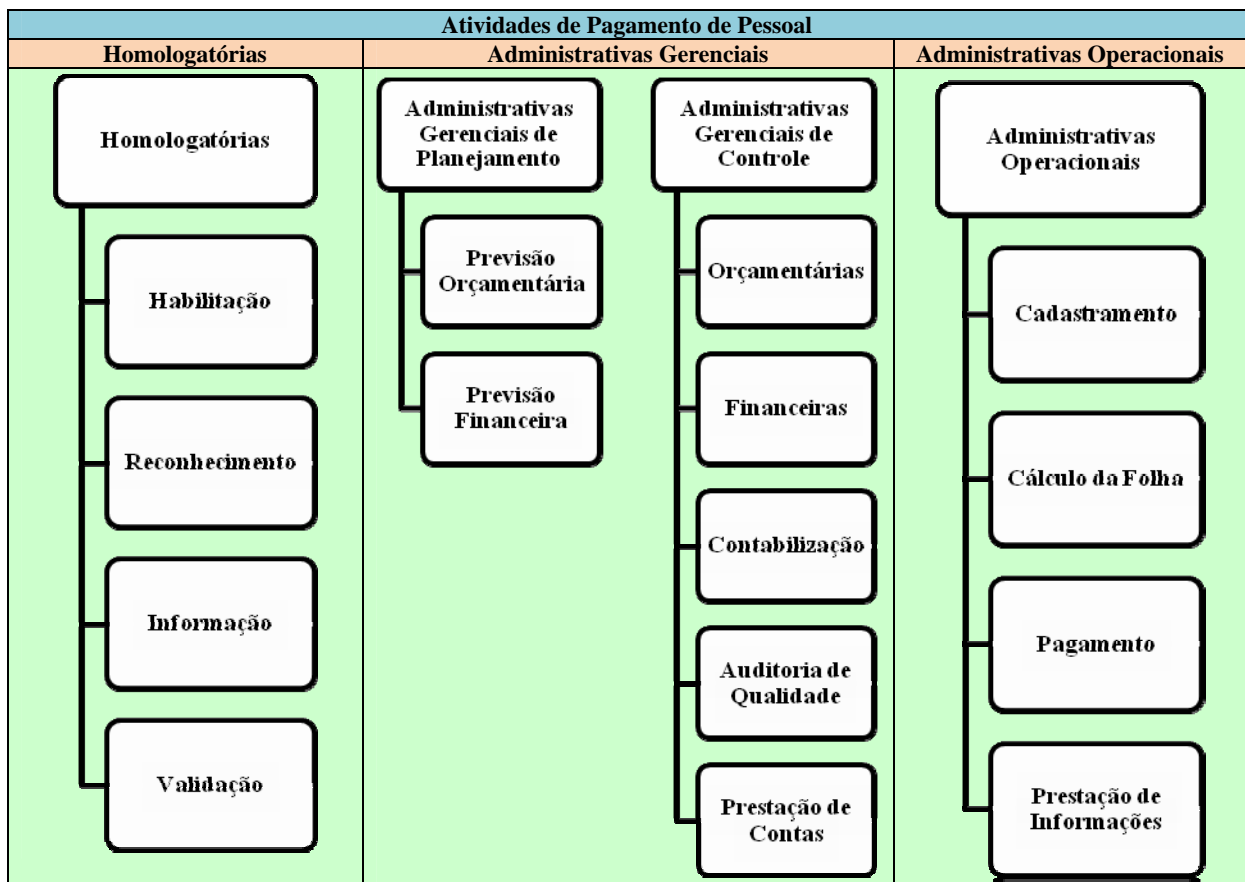 Atividades de Pagamento de Pessoal
Homologatórias
Administrativas Gerenciais
Administrativas Operacionais
Homologatórias
Habilitação
Reconhecimento
Informação
Validação
Administrativas
Gerenciais de
Planejamento
Previsão
Orçamentária
Previsão
Financeira
Administrativas
Gerenciais de
Controle
Orçamentárias
Financeiras
Contabilização
Auditoria de
Qualidade
Prestação de
Contas
Administrativas
Operacionais
Cadastramento
Cálculo da Folha
Pagamento
Prestação de
Informações